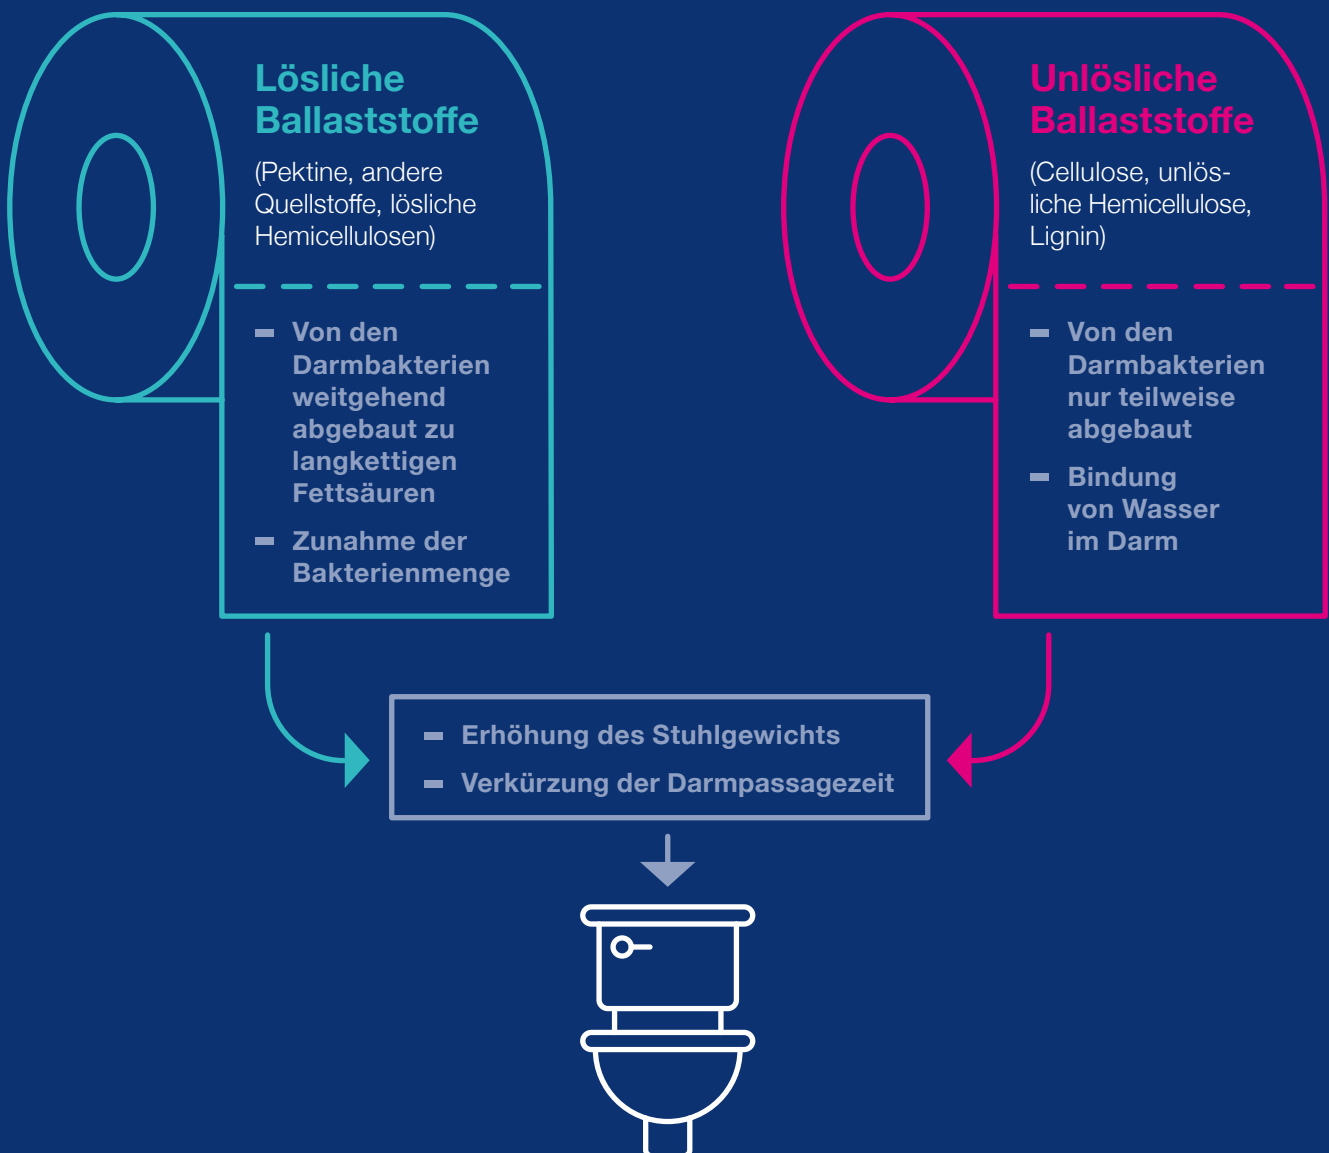 Lösliche
Ballaststoffe
(Pektine, andere
Quellstoffe, lösliche
Hemicellulosen)
– Von den
Darmbakterien
weitgehend
abgebaut zu
langkettigen
Fettsäuren
– Zunahme der
Bakterienmenge
Unlösliche
Ballaststoffe
(Cellulose, unlös-
liche Hemicellulose,
Lignin)
– Von den
Darmbakterien
nur teilweise
abgebaut
– Bindung
von Wasser
im Darm
– Erhöhung des Stuhlgewichts
– Verkürzung der Darmpassagezeit